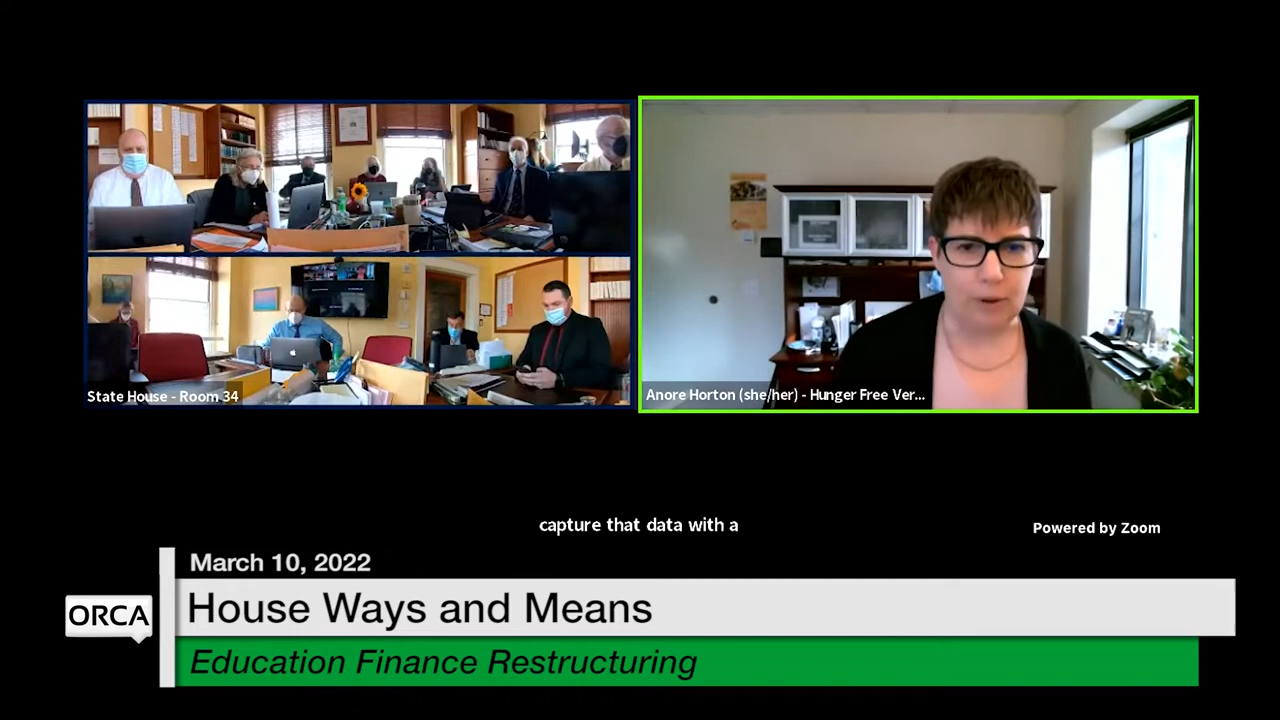 State House - Room 34
Anore Horton (she/her) - Hunger Free Ver...
capture that data with a
Powered by Zoom
March 10, 2022
ORCA
House Ways and Means
Education Finance Restructuring